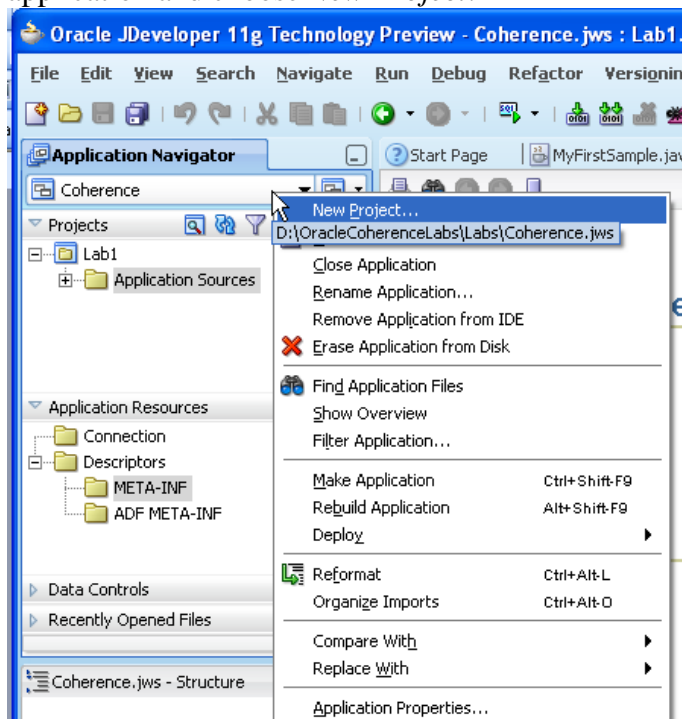 Oracle JDeveloper 11g Technology Preview - Coherence.jws : Lab1.
File Edit View Search Navigate Run Debug Refactor
Application Navigator
Start Page
MyFirstSample.jav
Coherence
New Project...
D:\OracleCoherenceLabs\Labs\Coherence.jws
Projects
Lab1
Application Sources
Close Application
Rename Application...
Remove Application from IDE
Erase Application from Disk
Find Application Files
Show Overview
Filter Application...
Application Resources
Connection
Descriptors
META-INF
ADF META-INF
Make Application Ctrl+Shift-F9
Rebuild Application Alt+Shift-F9
Deploy
Reformat Ctrl+Alt-L
Organize Imports Ctrl+Alt-O
Data Controls
Recently Opened Files
Compare With
Replace With
Coherence.jws - Structure
Application Properties...